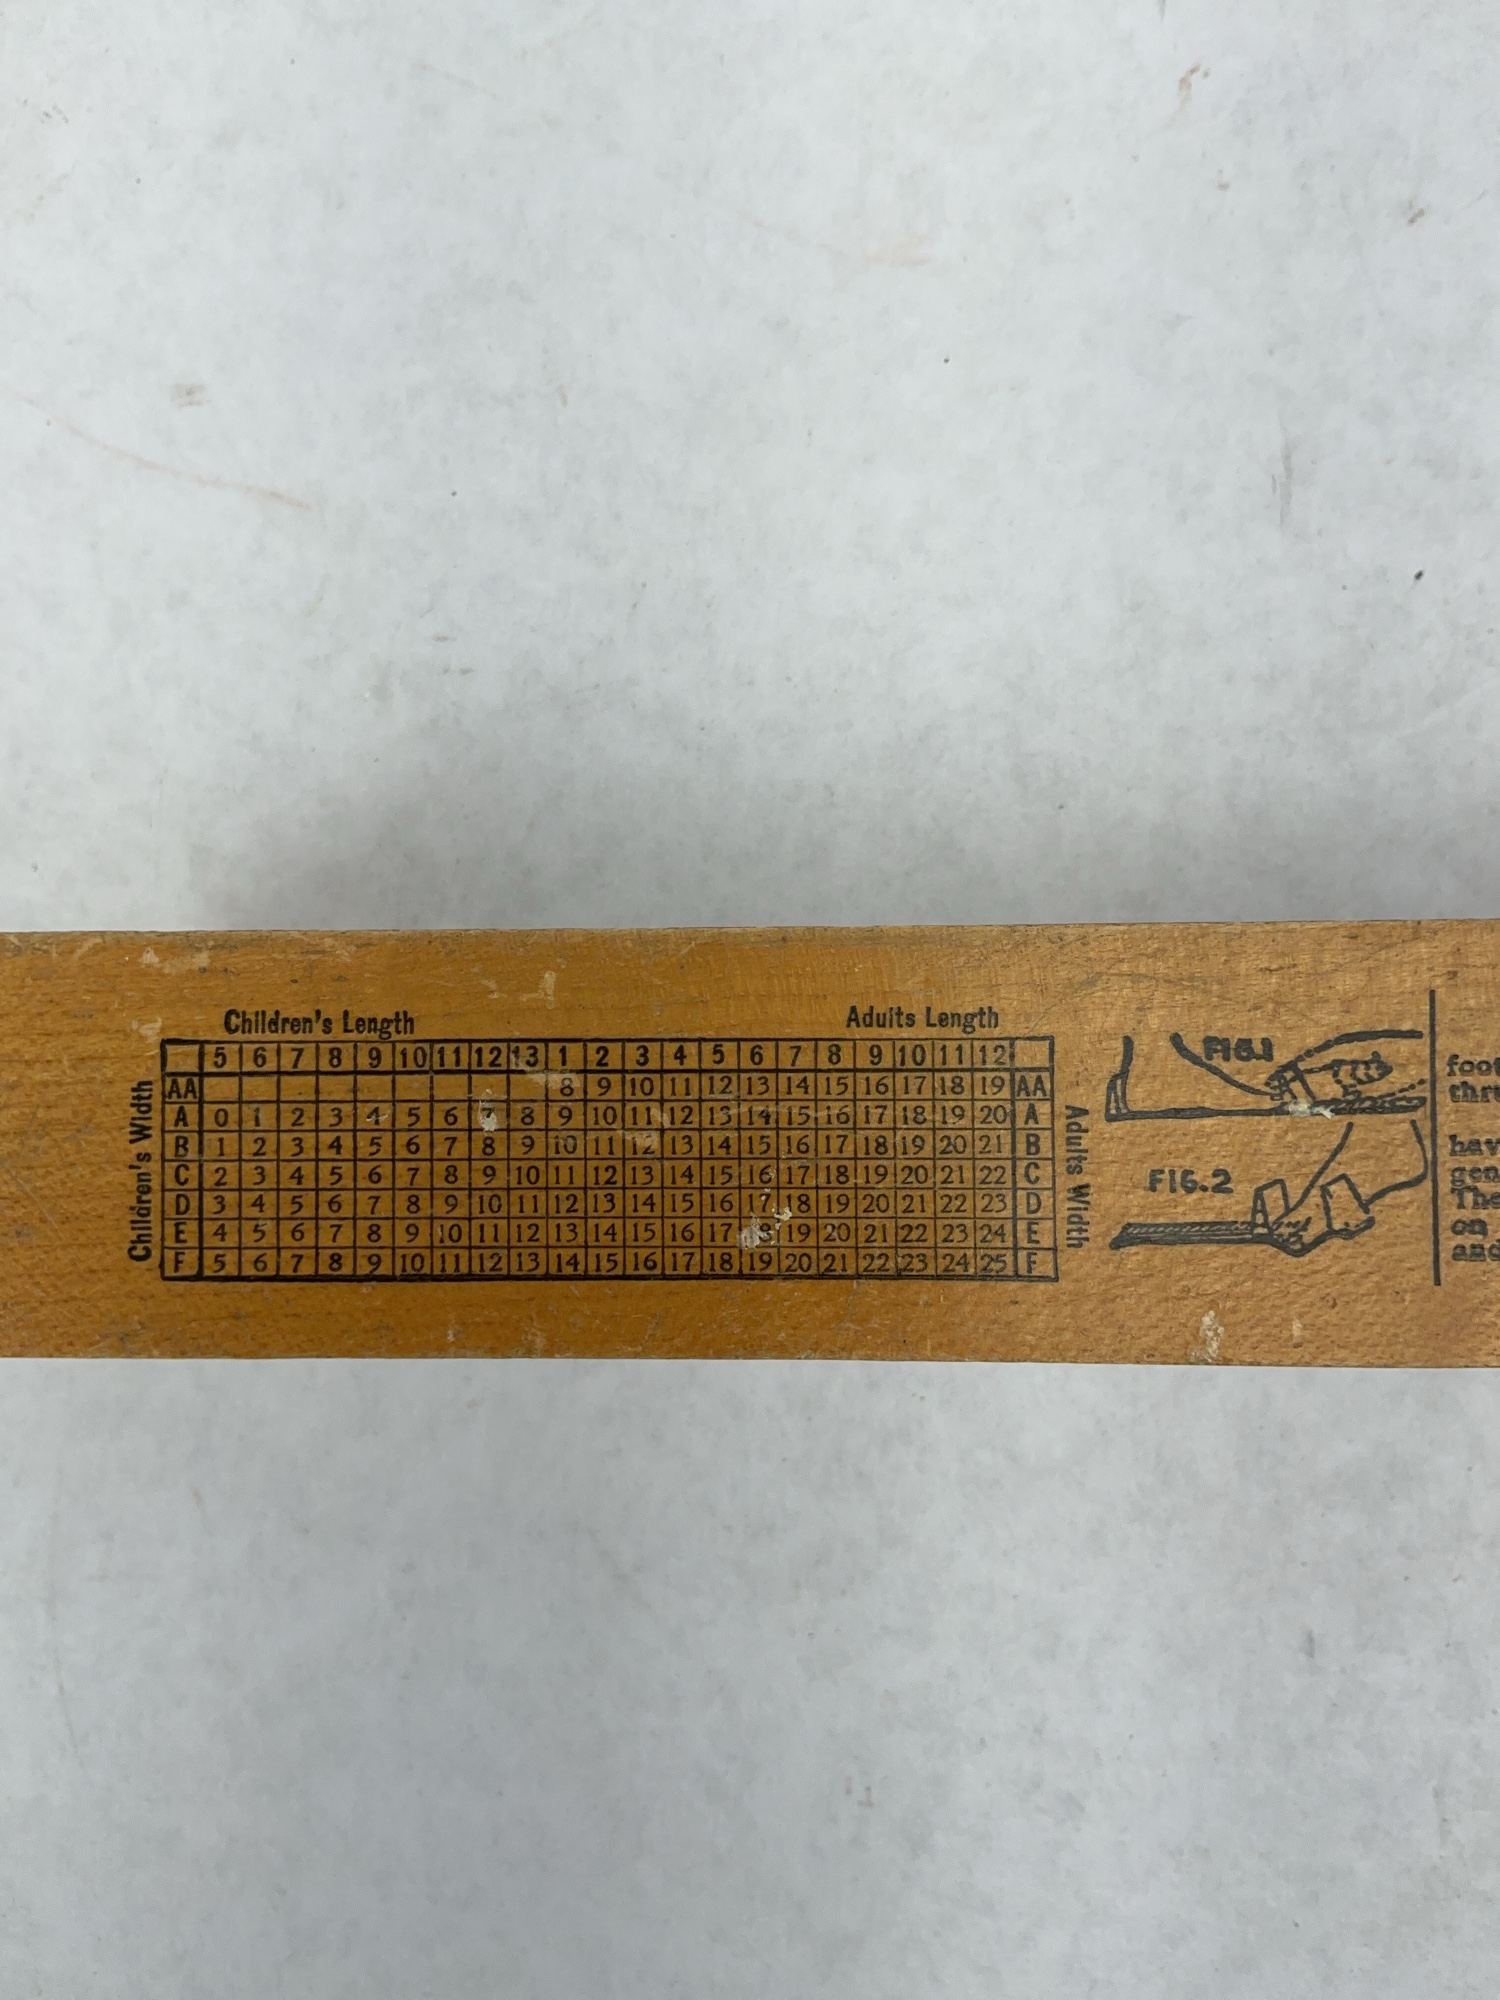 Children's Length Adults Length
5 6 7 8 9 10 11 12 13 1 2 3 4 5 6 7 8 9 10 11 12
AA 8 9 10 11 12 13 14 15 16 17 18 19 AA
A 0 1 2 3 4 5 6 7 8 9 10 11 12 13 14 15 16 17 18 19 20 A
B 1 2 3 4 5 6 7 8 9 10 11 12 13 14 15 16 17 18 19 20 21 B
C 2 3 4 5 6 7 8 9 10 11 12 13 14 15 16 17 18 19 20 21 22 C
D 3 4 5 6 7 8 9 10 11 12 13 14 15 16 17 18 19 20 21 22 23 D
E 4 5 6 7 8 9 10 11 12 13 14 15 16 17 18 19 20 21 22 23 24 E
F 5 6 7 8 9 10 11 12 13 14 15 16 17 18 19 20 21 22 23 24 25 F
Children's Width
Adults Width
FIG.1
FIG.2
foot
thr
hav
gen
The
on
and